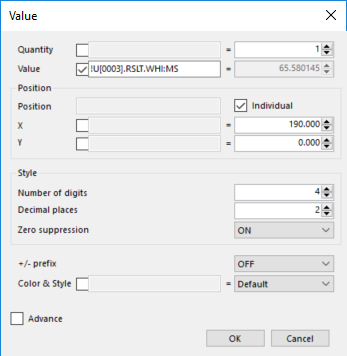 Value
Quantity = 1
Value !U[0003].RSLT.WHI:MS = 65.580145
Position
Position Individual
X = 190.000
Y = 0.000
Style
Number of digits 4
Decimal places 2
Zero suppression ON
+/- prefix OFF
Color & Style = Default
Advance
OK Cancel